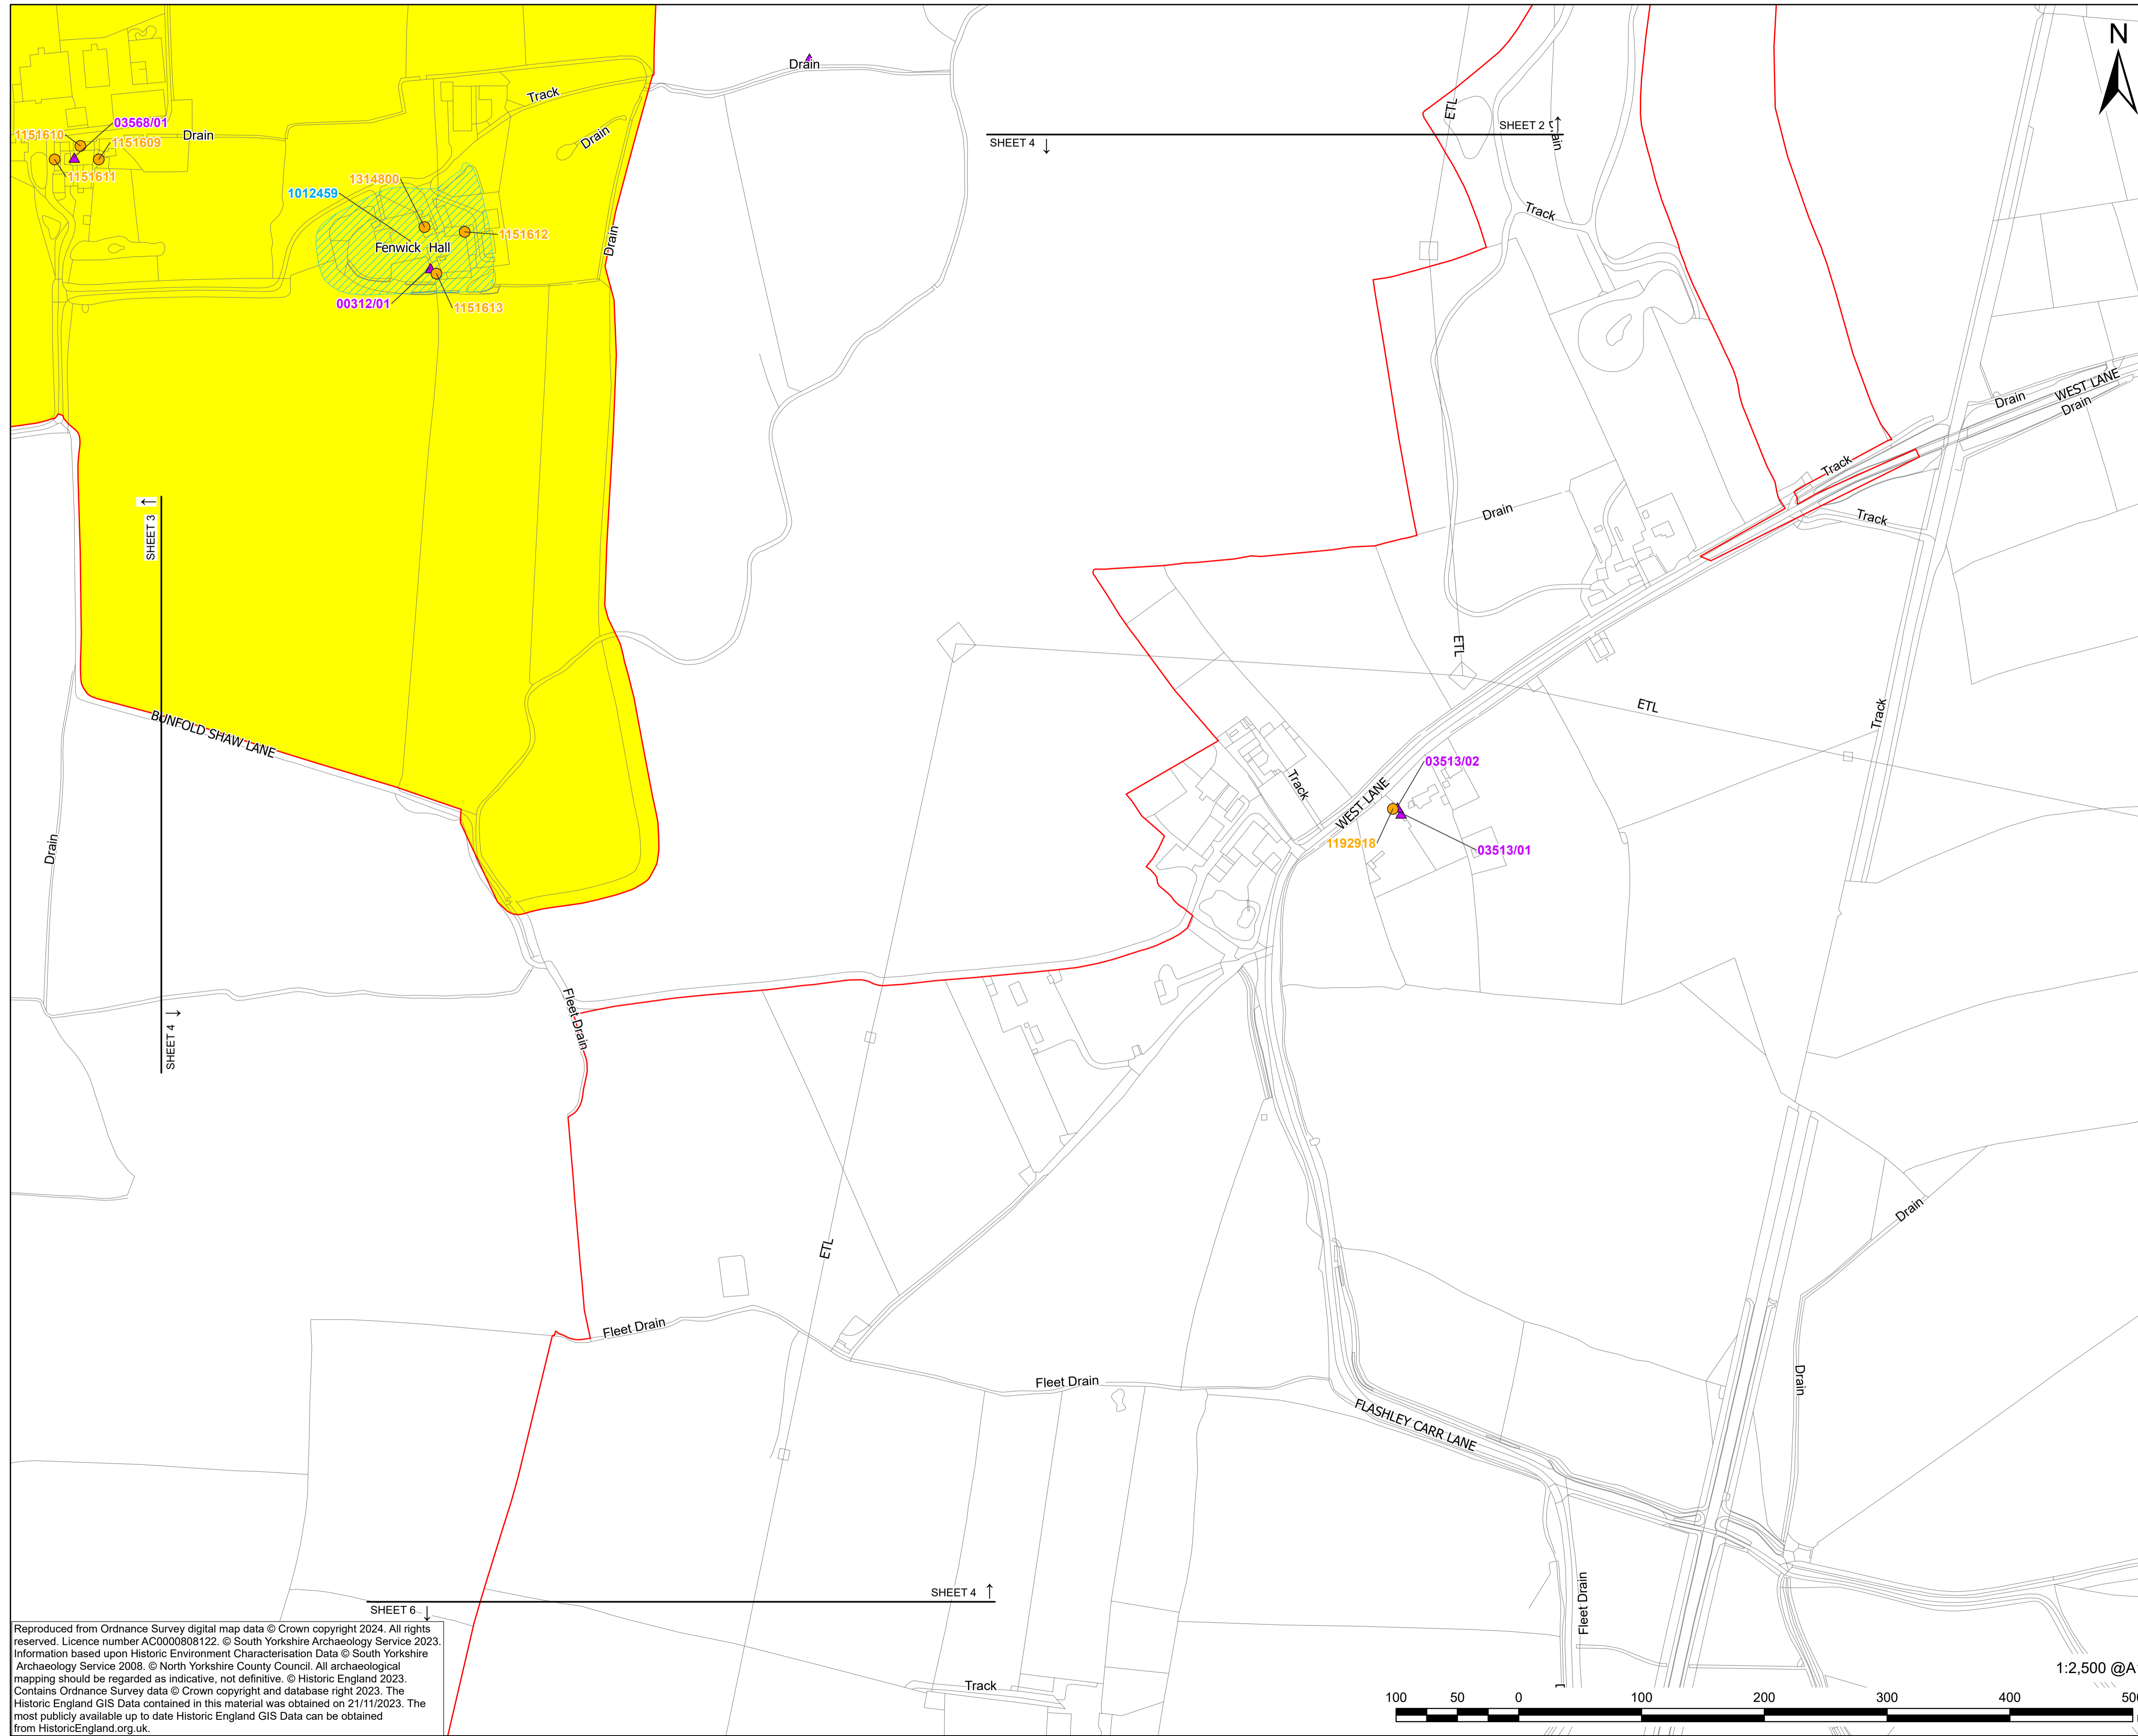 N
Drain
Track
ETL
SHEET 2 ↑
SHEET 4 ↓
03568/01
1151610
1151609
1151611
Drain
Drain
1314800
1012459
1151612
Fenwick Hall
00312/01
1151613
Drain
Track
WEST LANE
Drain
Drain
Track
Track
Drain
SHEET 3 ←
SHEET 4 →
ETL
ETL
Track
BUNFOLD SHAW LANE
Drain
Track
WEST LANE
03513/02
1192918
03513/01
Fleet Drain
ETL
Fleet Drain
Fleet Drain
Drain
Drain
FLASHLEY CARR LANE
Fleet Drain
SHEET 4 ↑
SHEET 6 ↓
Track
Reproduced from Ordnance Survey digital map data © Crown copyright 2024. All rights
reserved. Licence number AC0000808122. © South Yorkshire Archaeology Service 2023.
Information based upon Historic Environment Characterisation Data © South Yorkshire
Archaeology Service 2008. © North Yorkshire County Council. All archaeological
mapping should be regarded as indicative, not definitive. © Historic England 2023.
Contains Ordnance Survey data © Crown copyright and database right 2023. The
Historic England GIS Data contained in this material was obtained on 21/11/2023. The
most publicly available up to date Historic England GIS Data can be obtained
from HistoricEngland.org.uk.
1:2,500 @A
100 50 0 100 200 300 400